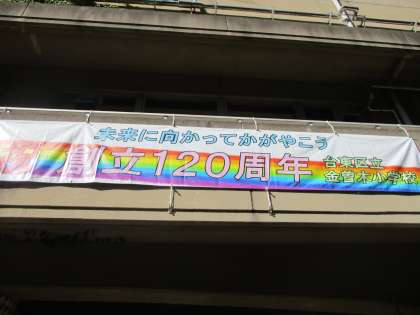 未来に向かってかがやこう
創立120周年
台東区立
金曽木小学校